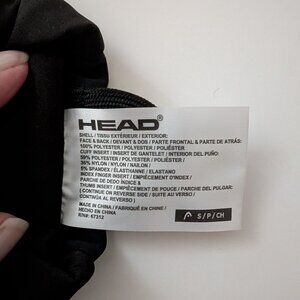 HEAD®
SHELL / TISSU EXTÉRIEUR / EXTERIOR:
FACE & BACK / DEVANT & DOS / PARTE FRONTAL & PARTE DE ATRÁS:
100% POLYESTER / POLYESTER / POLIÉSTER
CUFF INSERT / INSERT DE GANTELET / INTERIOR DEL PUÑO:
59% POLYESTER / POLYESTER / POLIÉSTER /
36% NYLON / NYLON / NAILON /
5% SPANDEX / ÉLASTHANNE / ELASTANO
INDEX FINGER INSERT / EMPIÈCEMENT D'INDEX /
PARCHE DE DEDO ÍNDICE &
THUMB INSERT / EMPIÈCEMENT DE POUCE / PARCHE DEL PULGAR:
( CONTINUE ON REVERSE SIDE / SUITE AU VERSO /
CONTINÚA AL REVERSO )
MADE IN CHINA / FABRIQUÉ EN CHINE /
HECHO EN CHINA
RN#: 67312
S/P/CH